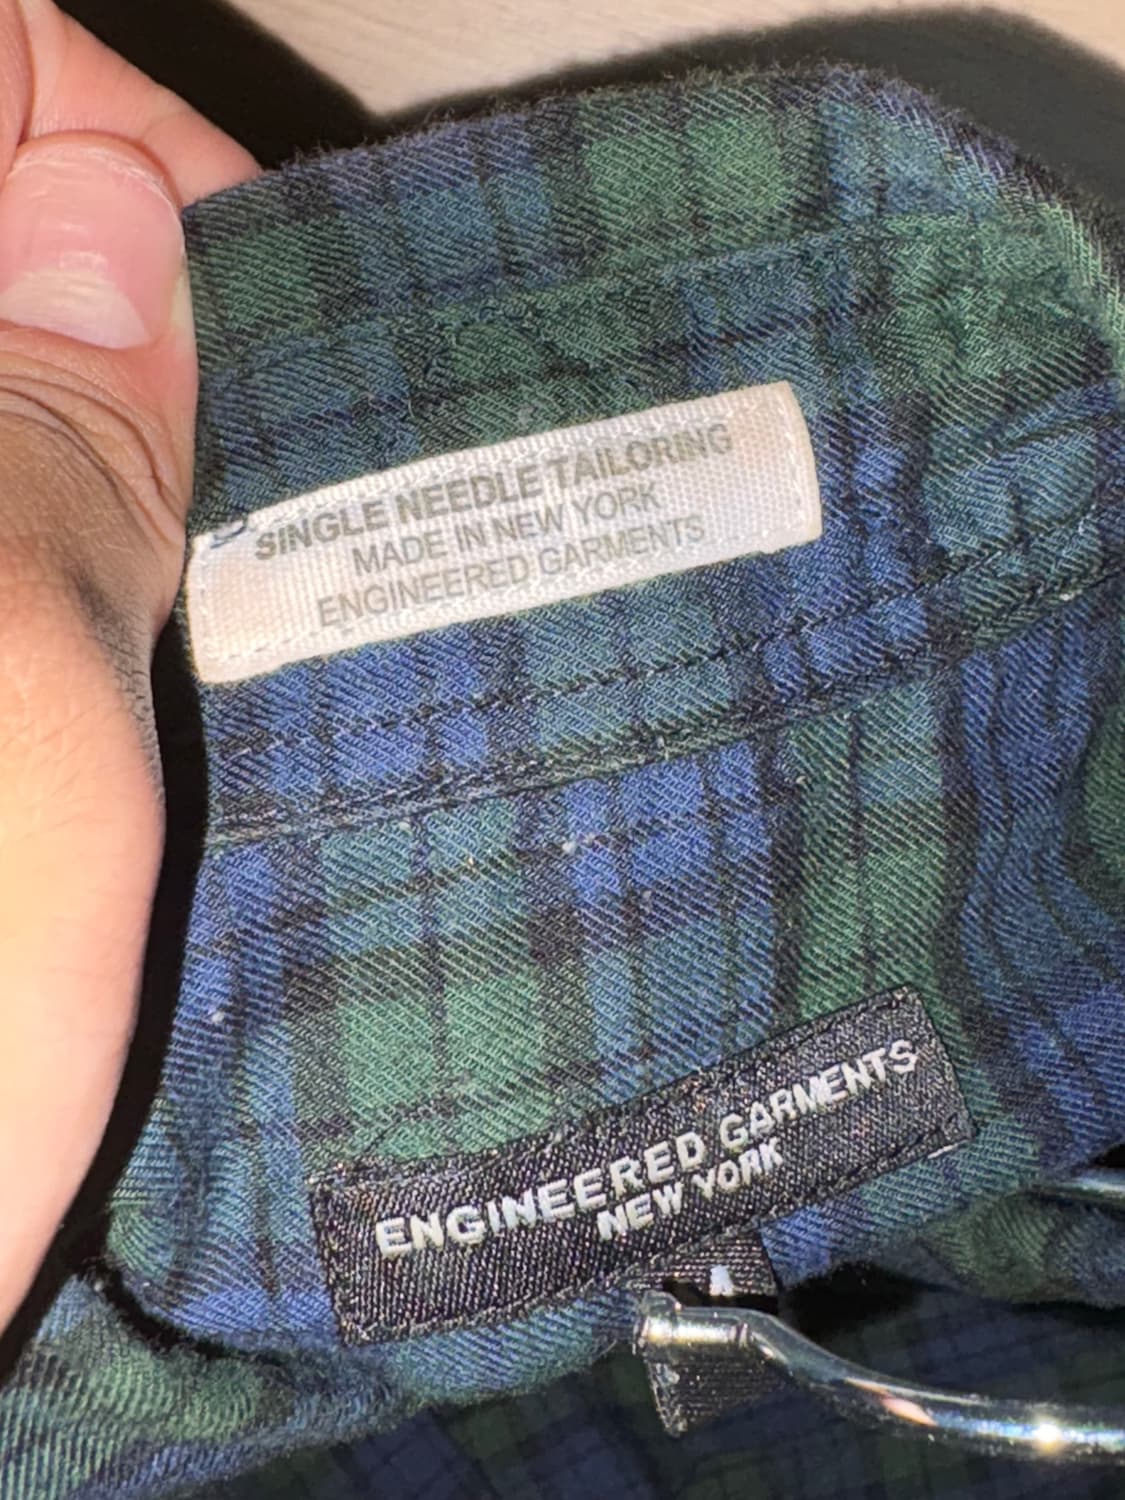 SINGLE NEEDLE TAILORING
MADE IN NEW YORK
ENGINEERED GARMENTS
ENGINEERED GARMENTS
NEW YORK